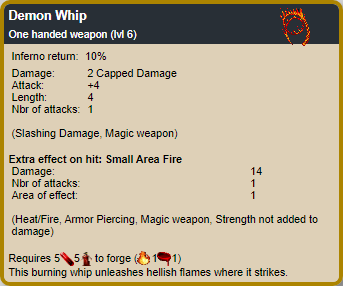 Demon Whip
One handed weapon (lvl 6)
Inferno return: 10%
Damage: 2 Capped Damage
Attack: +4
Length: 4
Nbr of attacks: 1
(Slashing Damage, Magic weapon)
Extra effect on hit: Small Area Fire
Damage: 14
Nbr of attacks: 1
Area of effect: 1
(Heat/Fire, Armor Piercing, Magic weapon, Strength not added to
damage)
Requires 5 5 to forge ( 1 1)
This burning whip unleashes hellish flames where it strikes.